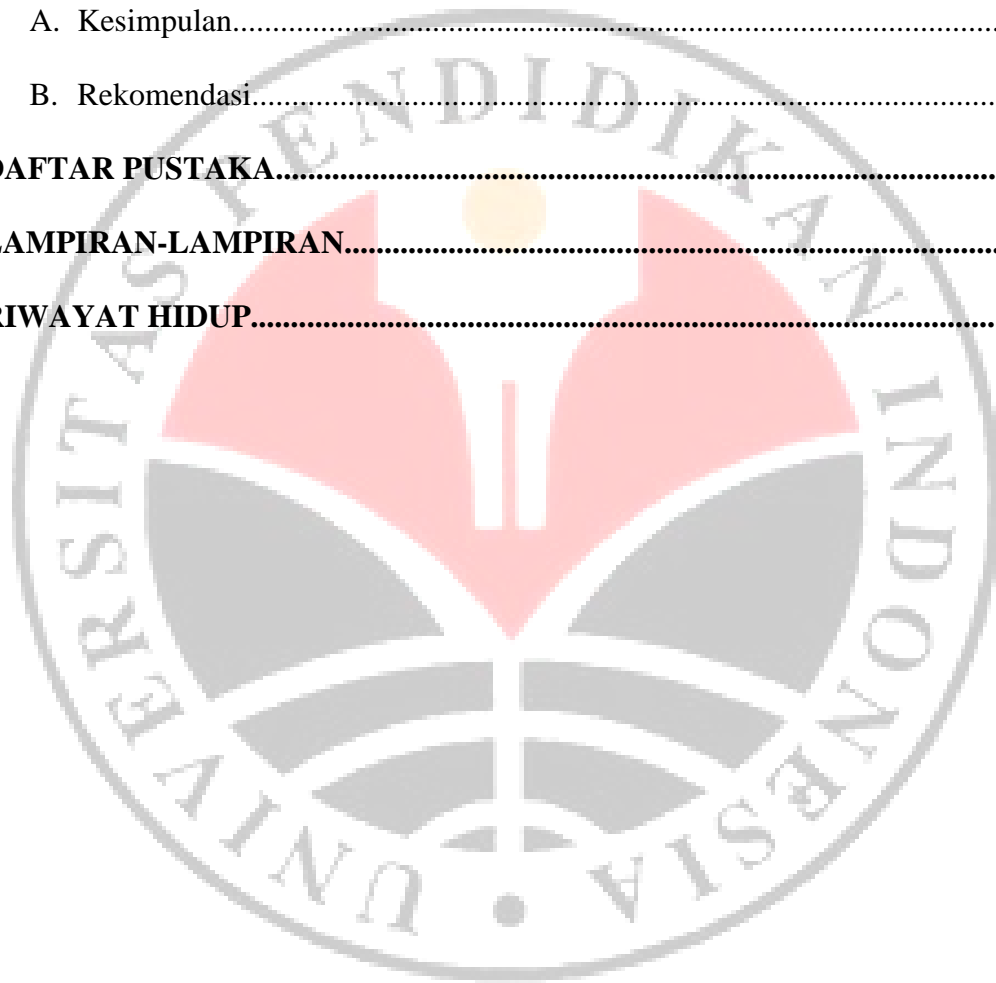 A. Kesimpulan...............................................................................................
B. Rekomendasi............................................................................................
DAFTAR PUSTAKA.........................................................................................
LAMPIRAN-LAMPIRAN.................................................................................
RIWAYAT HIDUP............................................................................................
UNIVERSITAS PENDIDIKAN INDONESIA